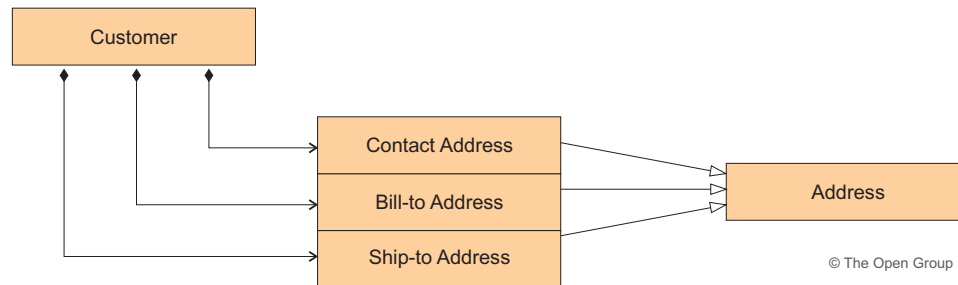 Customer
Contact Address
Bill-to Address
Ship-to Address
Address
© The Open Group